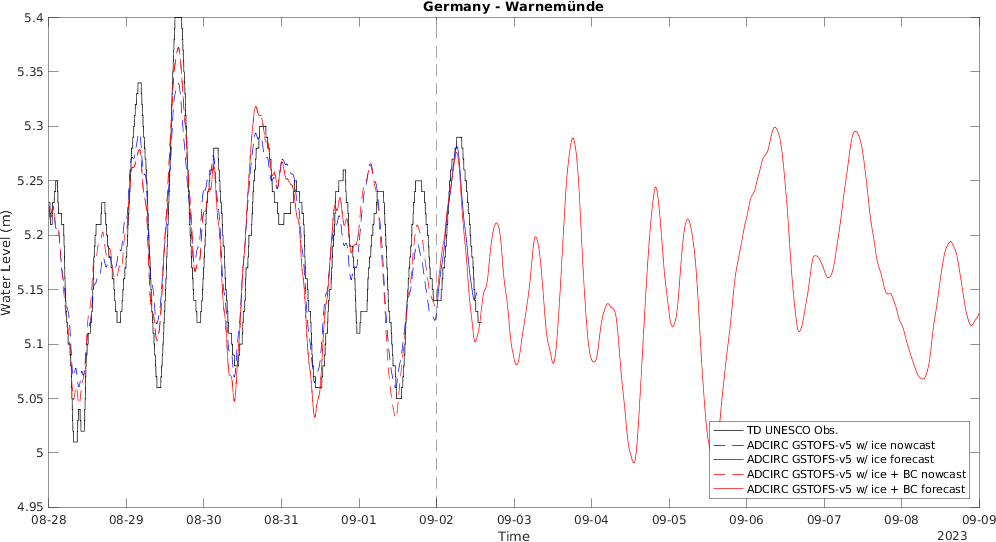 Germany - Warnemünde
Water Level (m)
5.4
5.35
5.3
5.25
5.2
5.15
5.1
5.05
5
4.95
TD UNESCO Obs.
ADCIRC GSTOFS-v5 w/ ice nowcast
ADCIRC GSTOFS-v5 w/ ice forecast
ADCIRC GSTOFS-v5 w/ ice + BC nowcast
ADCIRC GSTOFS-v5 w/ ice + BC forecast
08-28 08-29 08-30 08-31 09-01 09-02 09-03 09-04 09-05 09-06 09-07 09-08 09-09
Time
2023